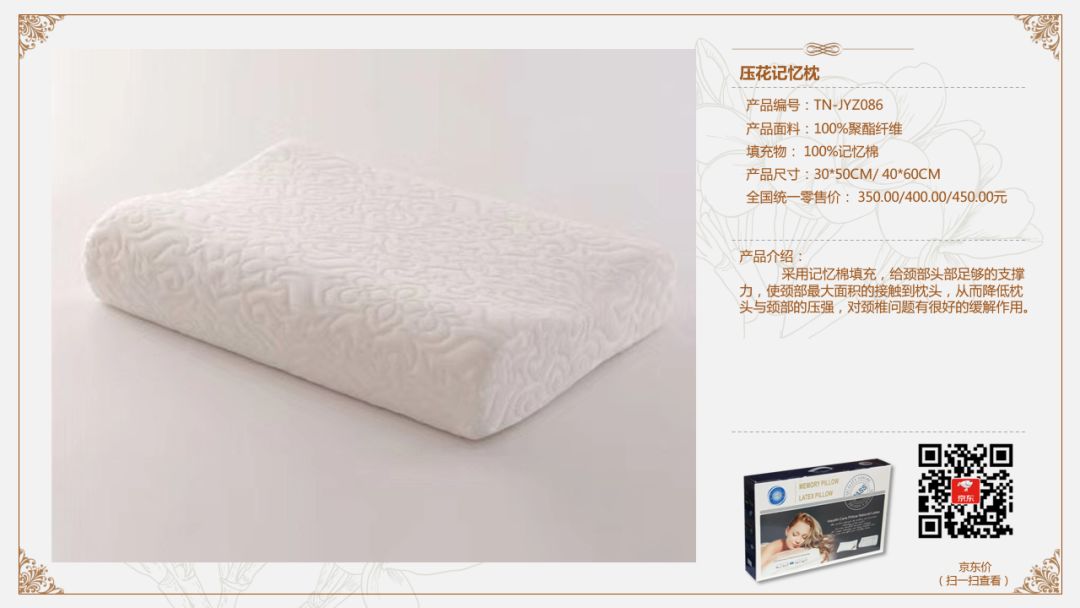 压花记忆枕
产品编号：TN-JYZ086
产品面料：100%聚酯纤维
填充物： 100%记忆棉
产品尺寸：30*50CM/ 40*60CM
全国统一零售价： 350.00/400.00/450.00元
产品介绍：
采用记忆棉填充，给颈部头部足够的支撑
力，使颈部最大面积的接触到枕头，从而降低枕
头与颈部的压强，对颈椎问题有很好的缓解作用。
MEMORY PILLOW
LATEX PILLOW
Health Care Pillow Natural Latex
京东
京东价
（扫一扫查看）